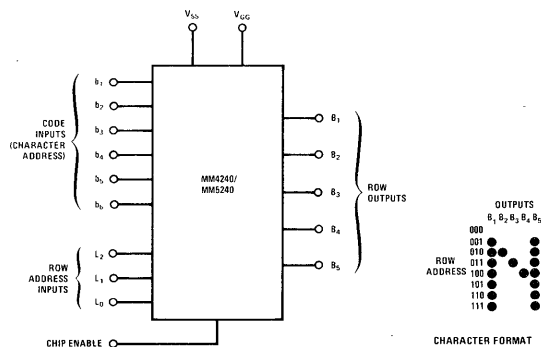 VSS VGG
b1
b2
b3
b4
b5
b6
CODE
INPUTS
(CHARACTER
ADDRESS)
MM4240/
MM5240
B1
B2
B3
B4
B5
ROW
OUTPUTS
L2
L1
L0
ROW
ADDRESS
INPUTS
CHIP ENABLE
OUTPUTS
B1 B2 B3 B4 B5
000
001
010
011
100
101
110
111
ROW
ADDRESS
CHARACTER FORMAT